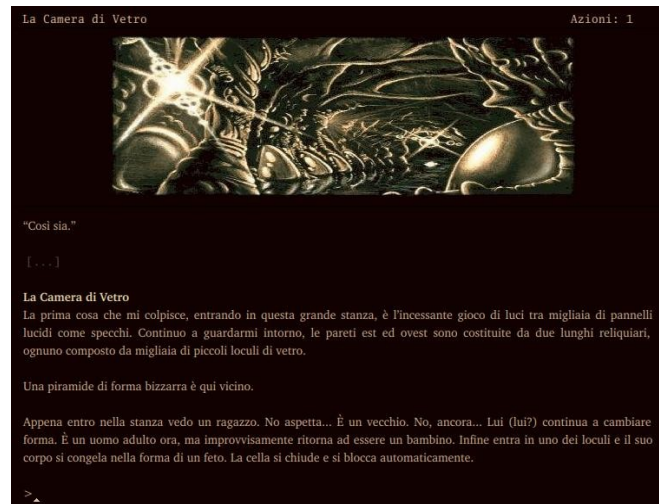 La Camera di Vetro Azioni: 1
“Così sia.”
[...]
La Camera di Vetro
La prima cosa che mi colpisce, entrando in questa grande stanza, è l'incessante gioco di luci tra migliaia di pannelli
lucidi come specchi. Continuo a guardarmi intorno, le pareti est ed ovest sono costituite da due lunghi reliquiari,
ognuno composto da migliaia di piccoli loculi di vetro.
Una piramide di forma bizzarra è qui vicino.
Appena entro nella stanza vedo un ragazzo. No aspetta... È un vecchio. No, ancora... Lui (lui?) continua a cambiare
forma. È un uomo adulto ora, ma improvvisamente ritorna ad essere un bambino. Infine entra in uno dei loculi e il suo
corpo si congela nella forma di un feto. La cella si chiude e si blocca automaticamente.
>